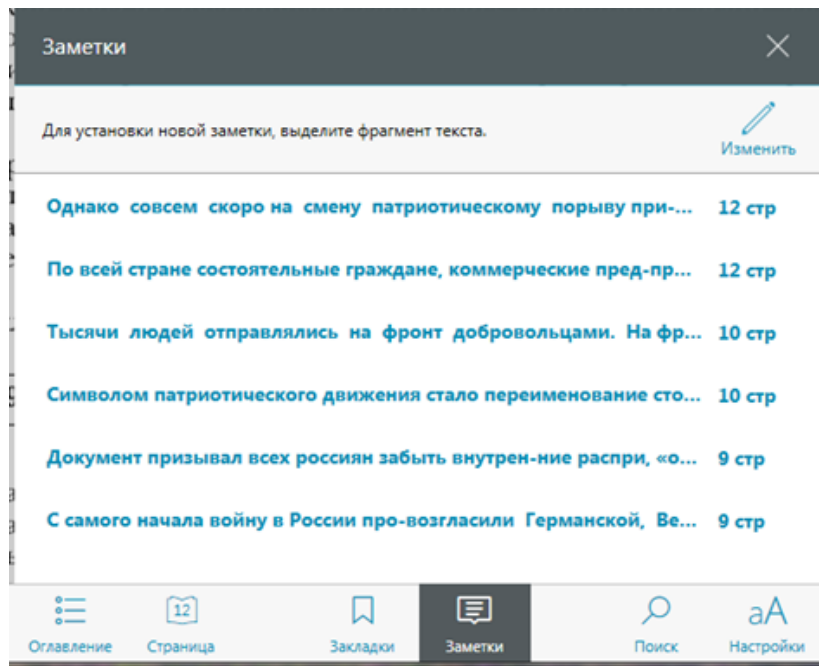 Заметки
Для установки новой заметки, выделите фрагмент текста.
Изменить
Однако совсем скоро на смену патриотическому порыву при-... 12 стр
По всей стране состоятельные граждане, коммерческие пред-пр... 12 стр
Тысячи людей отправлялись на фронт добровольцами. На фр... 10 стр
Символом патриотического движения стало переименование сто... 10 стр
Документ призывал всех россиян забыть внутрен-ние распри, «о... 9 стр
С самого начала войну в России про-возгласили Германской, Ве... 9 стр
12
аА
Оглавление Страница Закладки Заметки Поиск Настройки